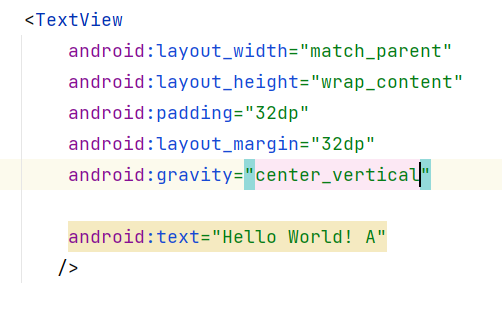 <TextView
android:layout_width="match_parent"
android:layout_height="wrap_content"
android:padding="32dp"
android:layout_margin="32dp"
android:gravity="center_vertical"
android:text="Hello World! A"
/>